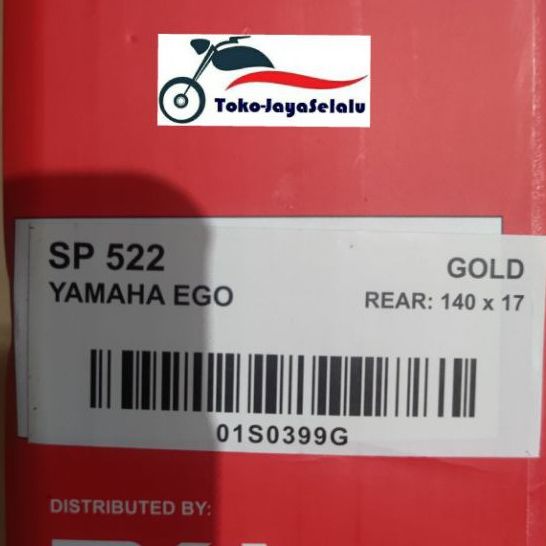 Toko-JayaSelalu
SP 522
GOLD
YAMAHA EGO
REAR: 140 x 17
01S0399G
DISTRIBUTED BY: